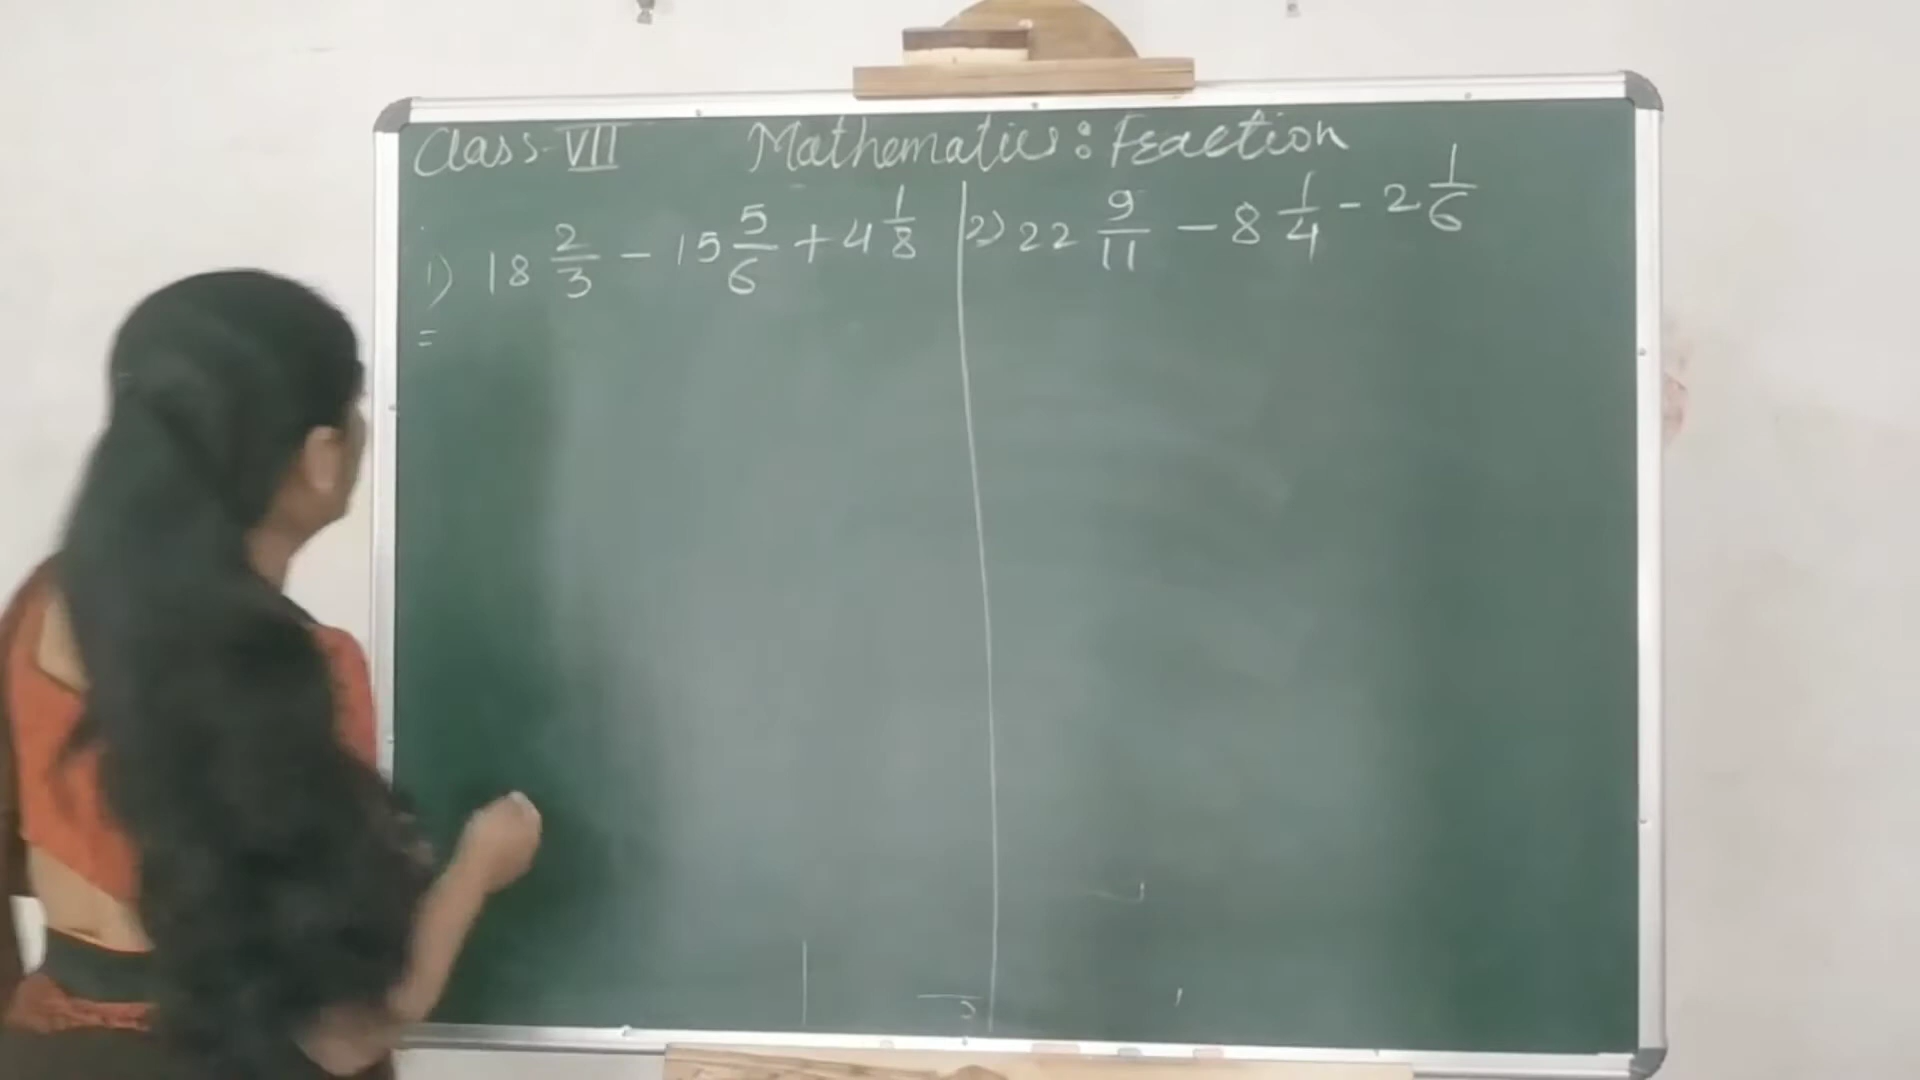 Class-VII Mathematics: Fraction
1) 18 2/3 - 15 5/6 + 4 1/8
=
2) 22 9/11 - 8 1/4 - 2 1/6